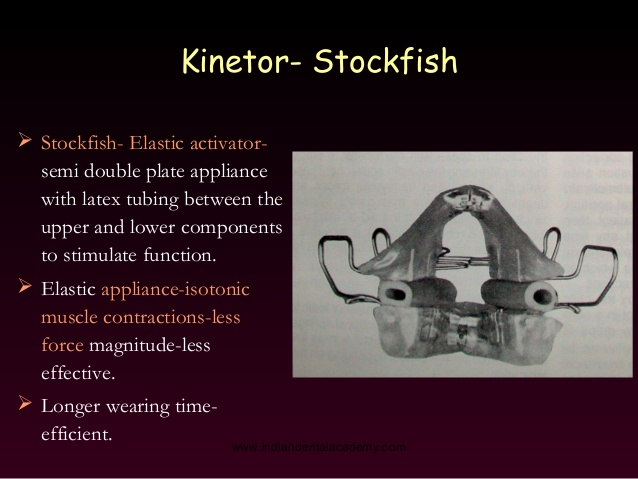 Kinetor- Stockfish
Stockfish- Elastic activator-
semi double plate appliance
with latex tubing between the
upper and lower components
to stimulate function.
Elastic appliance-isotonic
muscle contractions-less
force magnitude-less
effective.
Longer wearing time-
efficient.
www.indiandentalacademy.com